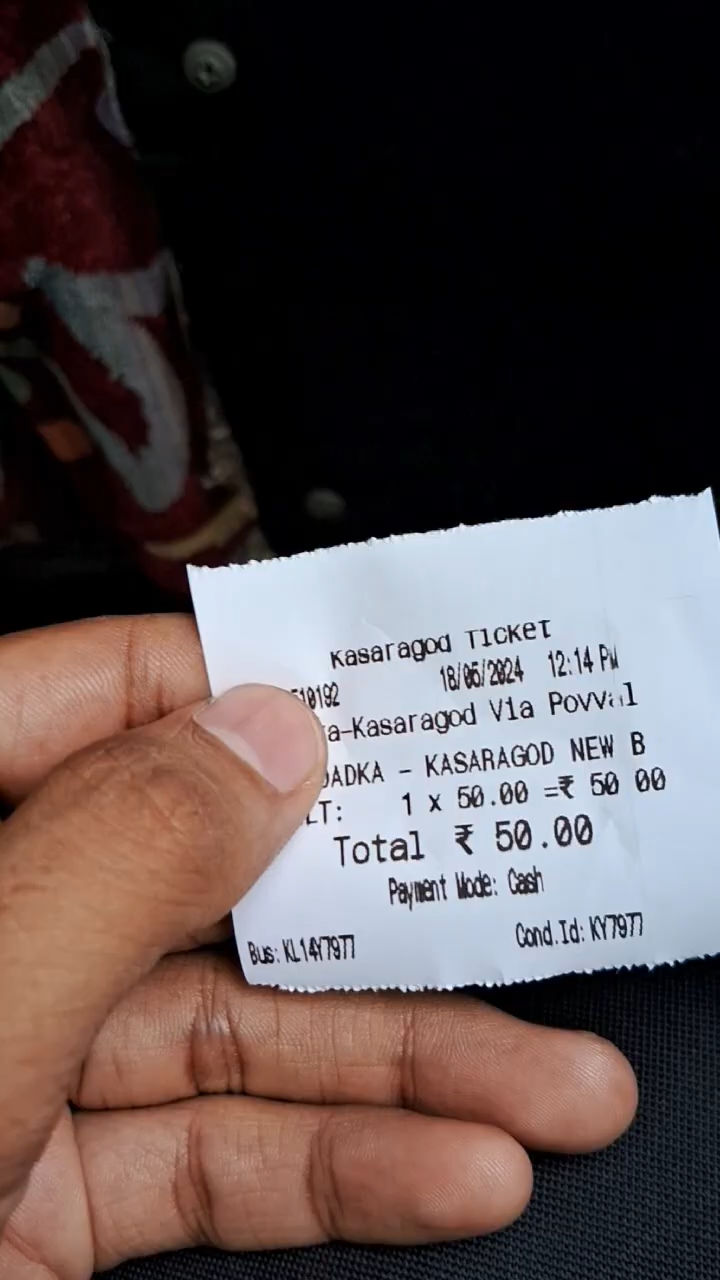 Kasaragod Ticket
510192 18/05/2024 12:14 PM
a-Kasaragod Via Povval
ADKA - KASARAGOD NEW B
LT: 1 x 50.00 =₹ 50 00
Total ₹ 50.00
Payment Mode: Cash
Bus: KL14Y7977 Cond.Id: KY7977